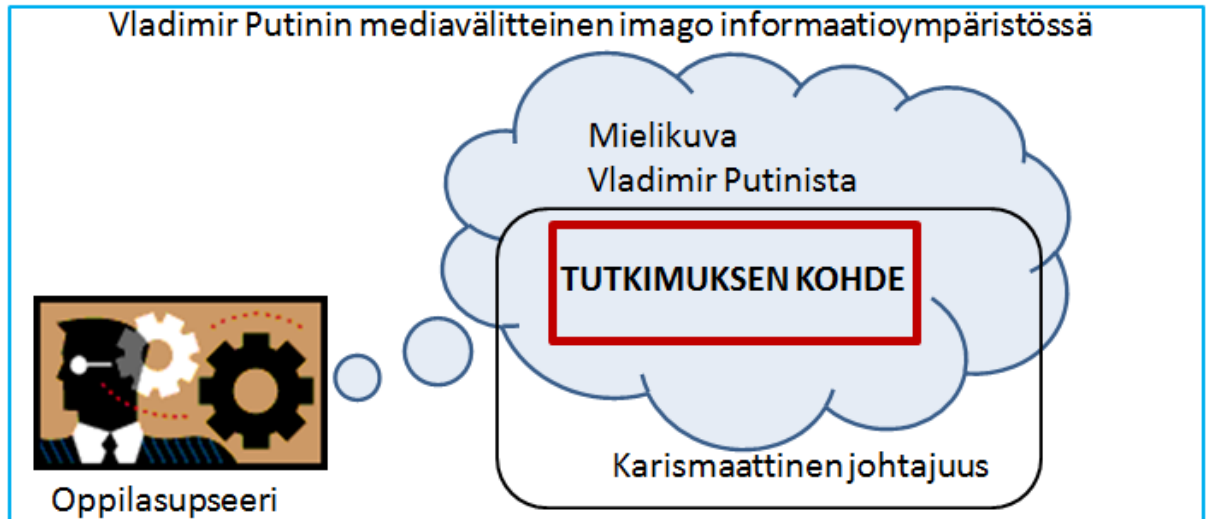 Vladimir Putinin mediavälitteinen imago informaatioympäristössä
Mielikuva
Vladimir Putinista
TUTKIMUKSEN KOHDE
Karismaattinen johtajuus
Oppilasupseeri